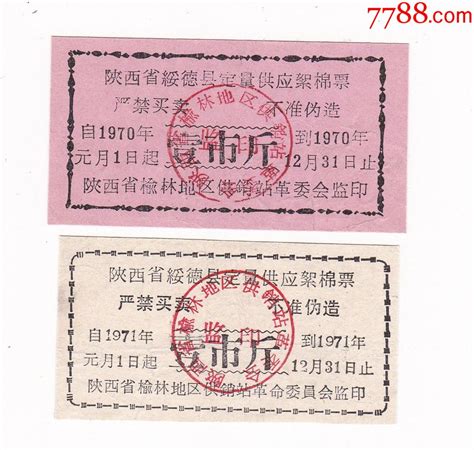 7788.com
陕西省綏德县定量供应絮棉票
严禁买卖 不准伪造
自1970年 到1970年
壹市斤
元月1日起 12月31日止
陕西省榆林地区供銷站革委会监印
陕西省綏德县定量供应絮棉票
严禁买卖 不准伪造
自1971年 到1971年
壹市斤
元月1日起 12月31日止
陕西省榆林地区供銷站革命委員会监印